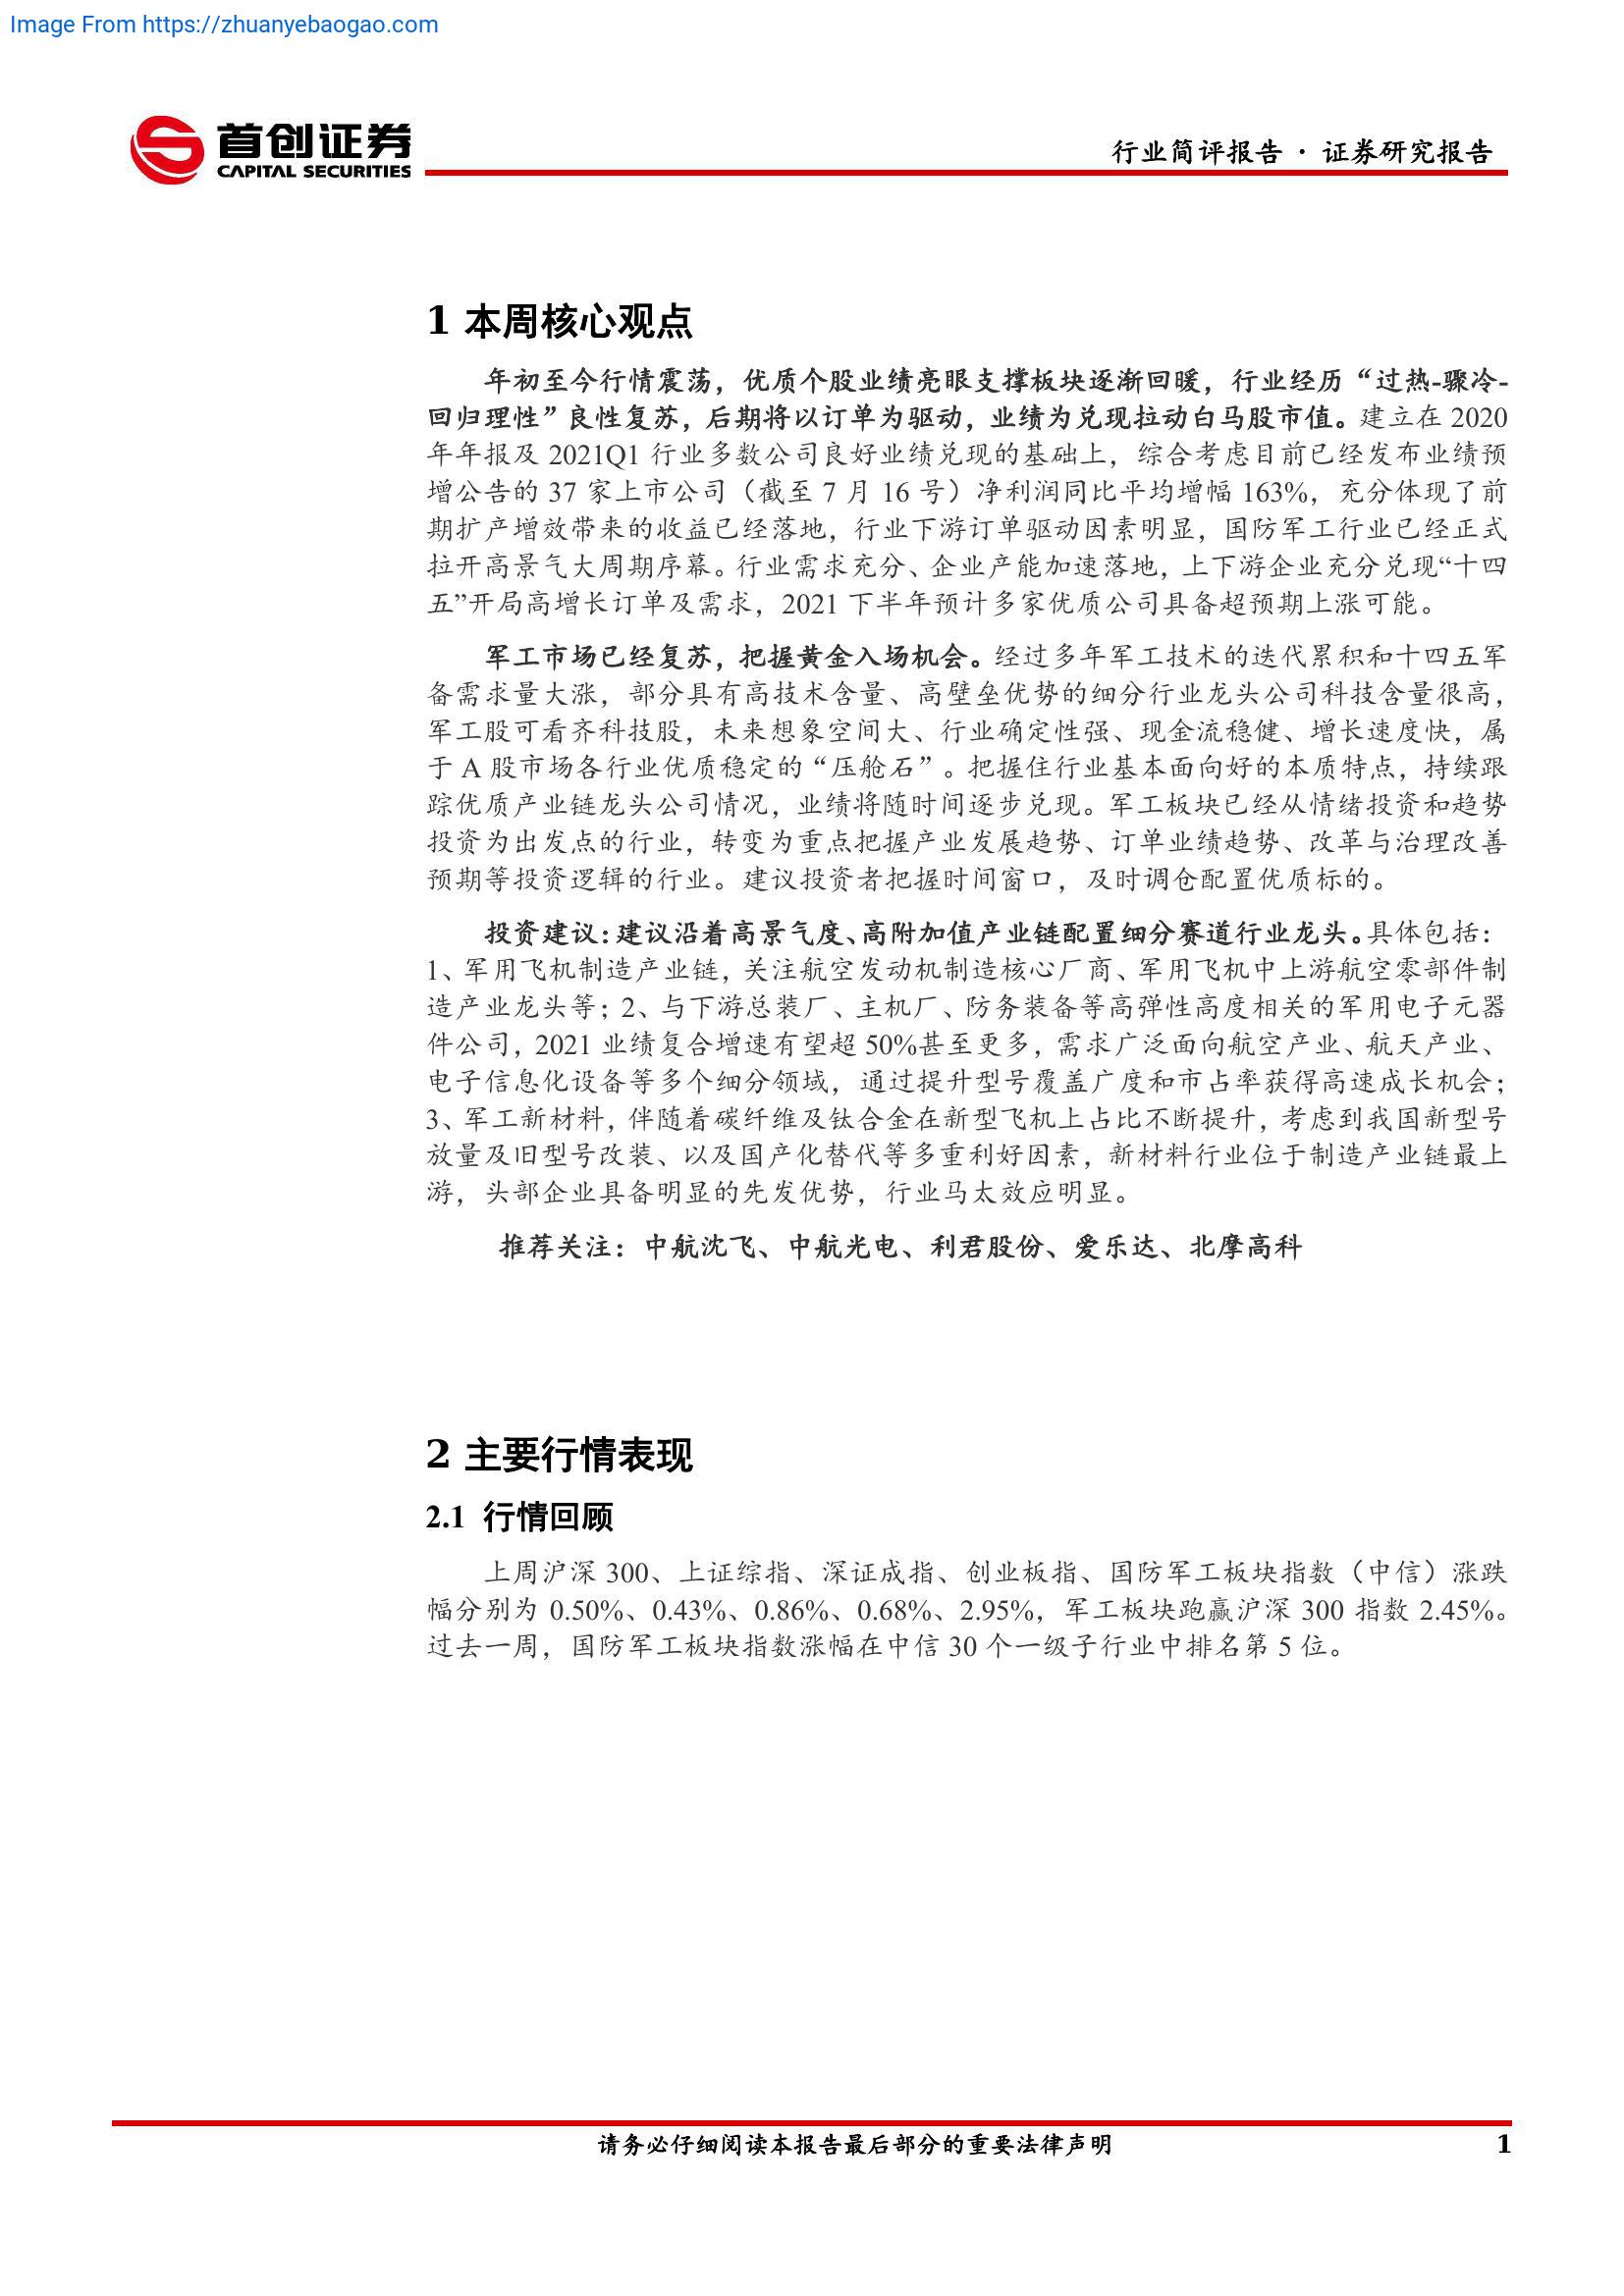 Image From https://zhuanyebaogao.com
首创证券
CAPITAL SECURITIES
行业简评报告 · 证券研究报告
1 本周核心观点
年初至今行情震荡，优质个股业绩亮眼支撑板块逐渐回暖，行业经历“过热-骤冷-
回归理性”良性复苏，后期将以订单为驱动，业绩为兑现拉动白马股市值。建立在 2020
年年报及 2021Q1 行业多数公司良好业绩兑现的基础上，综合考虑目前已经发布业绩预
增公告的 37 家上市公司（截至 7 月 16 号）净利润同比平均增幅 163%，充分体现了前
期扩产增效带来的收益已经落地，行业下游订单驱动因素明显，国防军工行业已经正式
拉开高景气大周期序幕。行业需求充分、企业产能加速落地，上下游企业充分兑现“十四
五”开局高增长订单及需求，2021 下半年预计多家优质公司具备超预期上涨可能。
军工市场已经复苏，把握黄金入场机会。经过多年军工技术的迭代累积和十四五军
备需求量大涨，部分具有高技术含量、高壁垒优势的细分行业龙头公司科技含量很高，
军工股可看齐科技股，未来想象空间大、行业确定性强、现金流稳健、增长速度快，属
于 A 股市场各行业优质稳定的“压舱石”。把握住行业基本面向好的本质特点，持续跟
踪优质产业链龙头公司情况，业绩将随时间逐步兑现。军工板块已经从情绪投资和趋势
投资为出发点的行业，转变为重点把握产业发展趋势、订单业绩趋势、改革与治理改善
预期等投资逻辑的行业。建议投资者把握时间窗口，及时调仓配置优质标的。
投资建议：建议沿着高景气度、高附加值产业链配置细分赛道行业龙头。具体包括：
1、军用飞机制造产业链，关注航空发动机制造核心厂商、军用飞机中上游航空零部件制
造产业龙头等；2、与下游总装厂、主机厂、防务装备等高弹性高度相关的军用电子元器
件公司，2021 业绩复合增速有望超 50%甚至更多，需求广泛面向航空产业、航天产业、
电子信息化设备等多个细分领域，通过提升型号覆盖广度和市占率获得高速成长机会；
3、军工新材料，伴随着碳纤维及钛合金在新型飞机上占比不断提升，考虑到我国新型号
放量及旧型号改装、以及国产化替代等多重利好因素，新材料行业位于制造产业链最上
游，头部企业具备明显的先发优势，行业马太效应明显。
推荐关注：中航沈飞、中航光电、利君股份、爱乐达、北摩高科
2 主要行情表现
2.1 行情回顾
上周沪深 300、上证综指、深证成指、创业板指、国防军工板块指数（中信）涨跌
幅分别为 0.50%、0.43%、0.86%、0.68%、2.95%，军工板块跑赢沪深 300 指数 2.45%。
过去一周，国防军工板块指数涨幅在中信 30 个一级子行业中排名第 5 位。
请务必仔细阅读本报告最后部分的重要法律声明
1